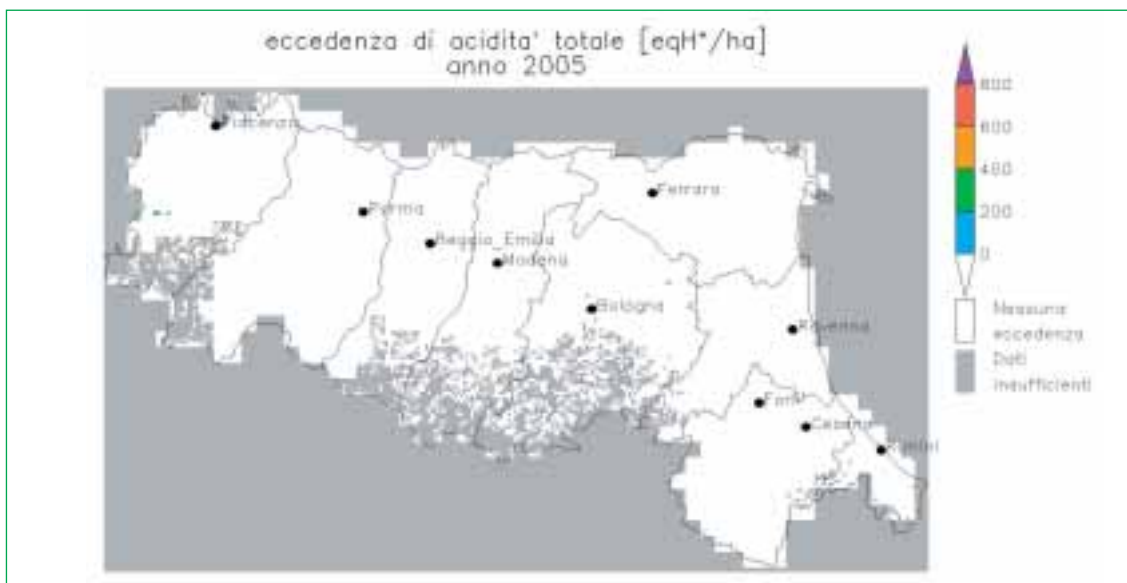 eccedenza di acidita' totale [eqH⁺/ha]
anno 2005
800
600
400
200
0
Nessuna
eccedenza
Dati
insufficienti
Piacenza
Parma
Reggio_Emilia
Modena
Ferrara
Bologna
Ravenna
Forli'
Cesena
Rimini